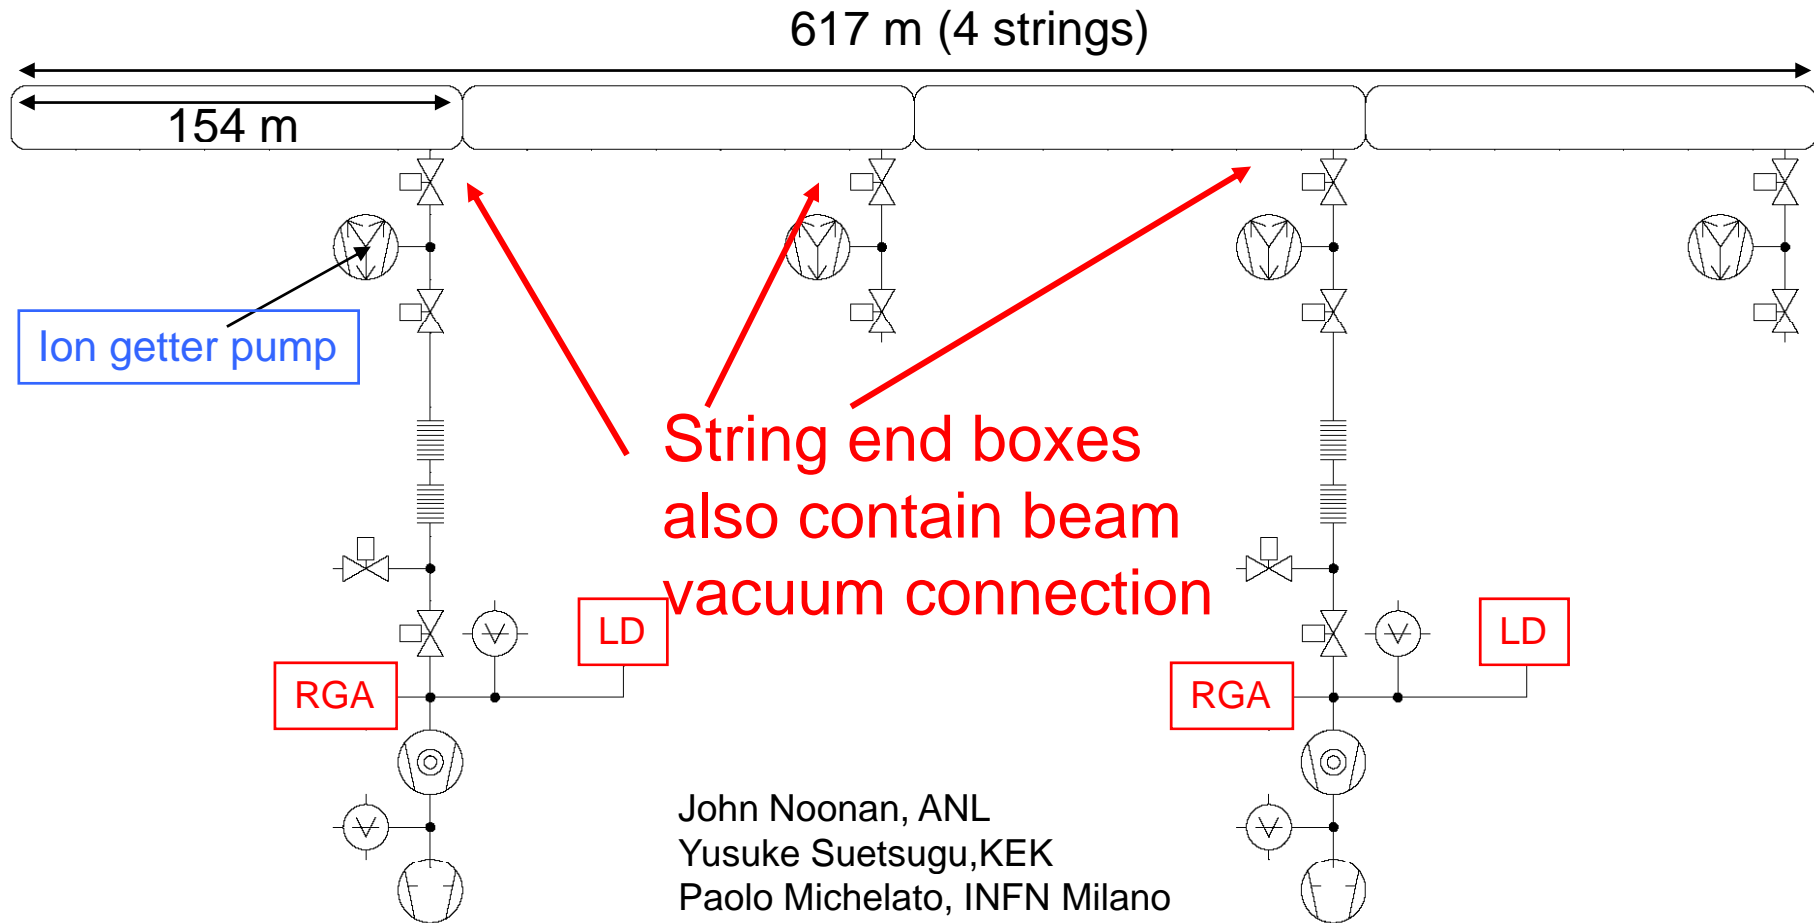 617 m (4 strings)
154 m
Ion getter pump
String end boxes
also contain beam
vacuum connection
LD
LD
RGA
RGA
John Noonan, ANL
Yusuke Suetsugu,KEK
Paolo Michelato, INFN Milano